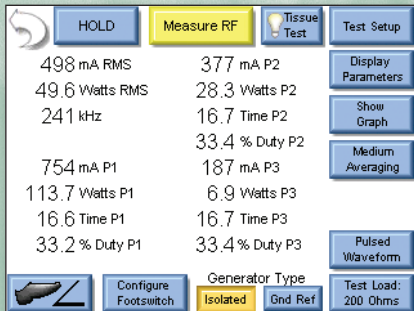 HOLD
Measure RF
Tissue
Test
Test Setup
498 mA RMS
49.6 Watts RMS
241 kHz
754 mA P1
113.7 Watts P1
16.6 Time P1
33.2 % Duty P1
377 mA P2
28.3 Watts P2
16.7 Time P2
33.4 % Duty P2
187 mA P3
6.9 Watts P3
16.7 Time P3
33.4 % Duty P3
Display
Parameters
Show
Graph
Medium
Averaging
Pulsed
Waveform
Configure
Footswitch
Generator Type
Isolated
Gnd Ref
Test Load:
200 Ohms